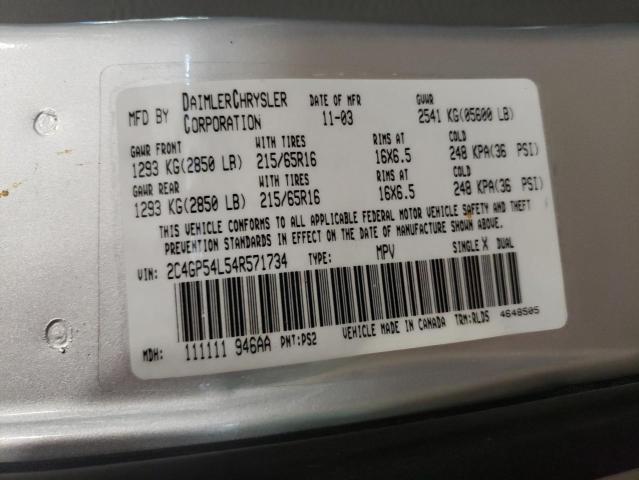 MFD BY DAIMLERCHRYSLER CORPORATION DATE OF MFR 11-03 GVWR 2541 KG(05600 LB)
GAWR FRONT WITH TIRES RIMS AT COLD
1293 KG(2850 LB) 215/65R16 16X6.5 248 KPA(36 PSI)
GAWR REAR WITH TIRES RIMS AT COLD
1293 KG(2850 LB) 215/65R16 16X6.5 248 KPA(36 PSI)
THIS VEHICLE CONFORMS TO ALL APPLICABLE FEDERAL MOTOR VEHICLE SAFETY AND THEFT
PREVENTION STANDARDS IN EFFECT ON THE DATE OF MANUFACTURE SHOWN ABOVE.
VIN: 2C4GP54L54R571734 TYPE: MPV SINGLE X DUAL
MDH: 111111 946AA PNT:PS2 VEHICLE MADE IN CANADA TRM:RLD5 4648505